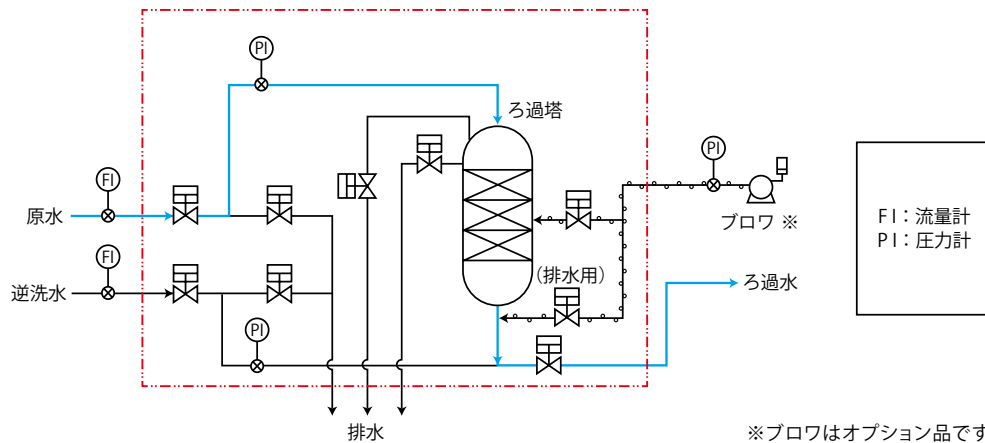 PI
ろ過塔
PI
FI
原水
ブロワ ※
FI：流量計
PI：圧力計
FI
逆洗水
（排水用）
ろ過水
PI
排水
※ブロワはオプション品です